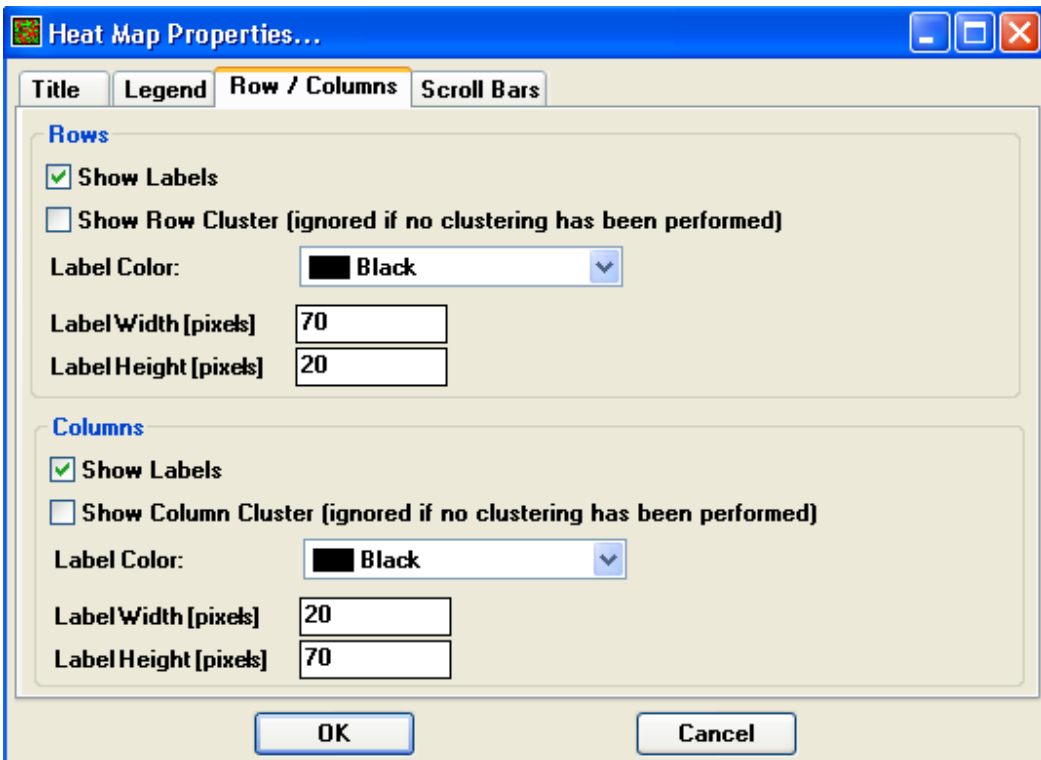 Heat Map Properties...
Title Legend Row / Columns Scroll Bars
Rows
Show Labels
Show Row Cluster (ignored if no clustering has been performed)
Label Color: Black
Label Width [pixels] 70
Label Height [pixels] 20
Columns
Show Labels
Show Column Cluster (ignored if no clustering has been performed)
Label Color: Black
Label Width [pixels] 20
Label Height [pixels] 70
OK Cancel